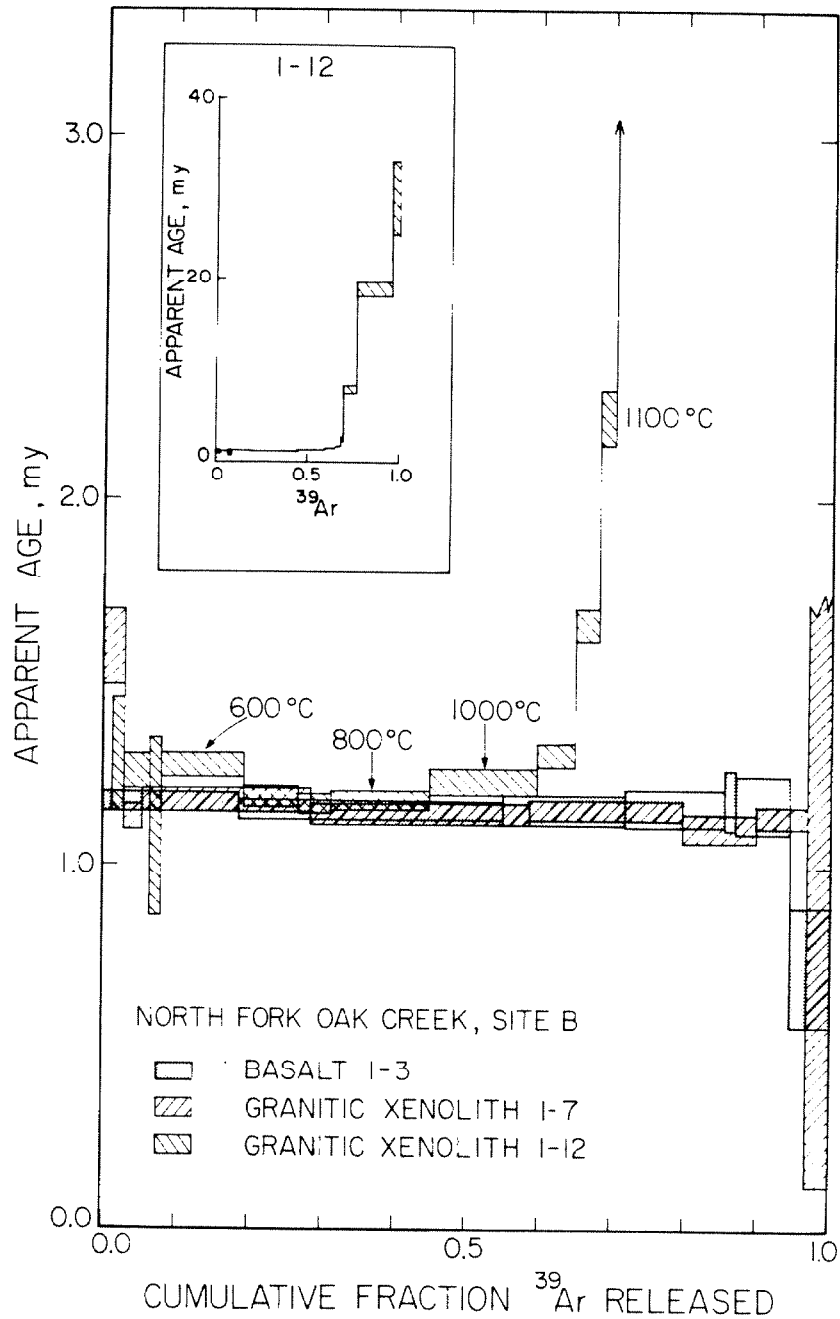 1-12
40
20
0
APPARENT AGE, my
0 0.5 1.0
39Ar
3.0
2.0
1.0
0.0
APPARENT AGE, my
1100°C
600°C
800°C
1000°C
NORTH FORK OAK CREEK, SITE B
BASALT 1-3
GRANITIC XENOLITH 1-7
GRANITIC XENOLITH 1-12
0.0 0.5 1.0
CUMULATIVE FRACTION 39Ar RELEASED